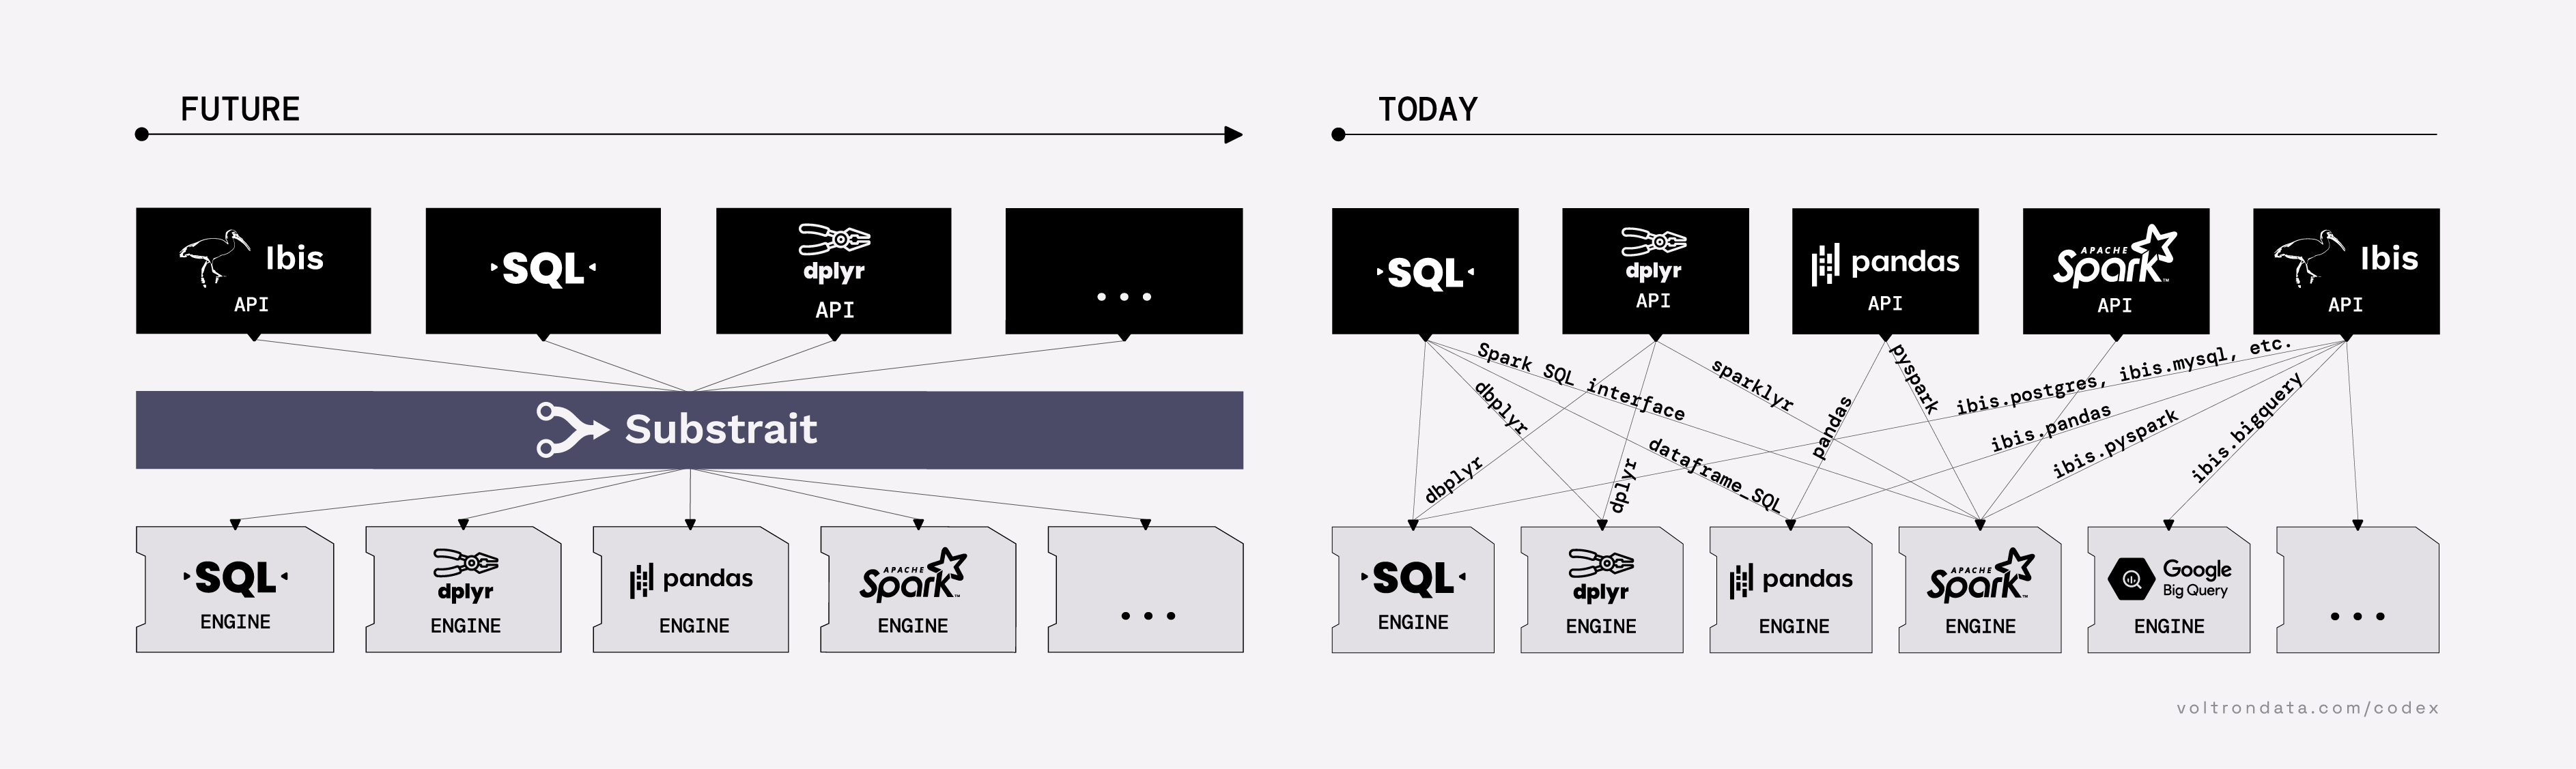 FUTURE
Ibis
API
SQL
dplyr
API
...
Substrait
SQL
ENGINE
dplyr
ENGINE
pandas
ENGINE
APACHE
Spark™
ENGINE
...
TODAY
SQL
dplyr
API
pandas
API
APACHE
Spark™
API
Ibis
API
Spark SQL interface
dbplyr
dataframe_SQL
dbplyr
dplyr
sparklyr
pandas
pyspark
ibis.postgres, ibis.mysql, etc.
ibis.pandas
ibis.pyspark
ibis.bigquery
SQL
ENGINE
dplyr
ENGINE
pandas
ENGINE
APACHE
Spark™
ENGINE
Google
Big Query
ENGINE
...
voltrondata.com/codex